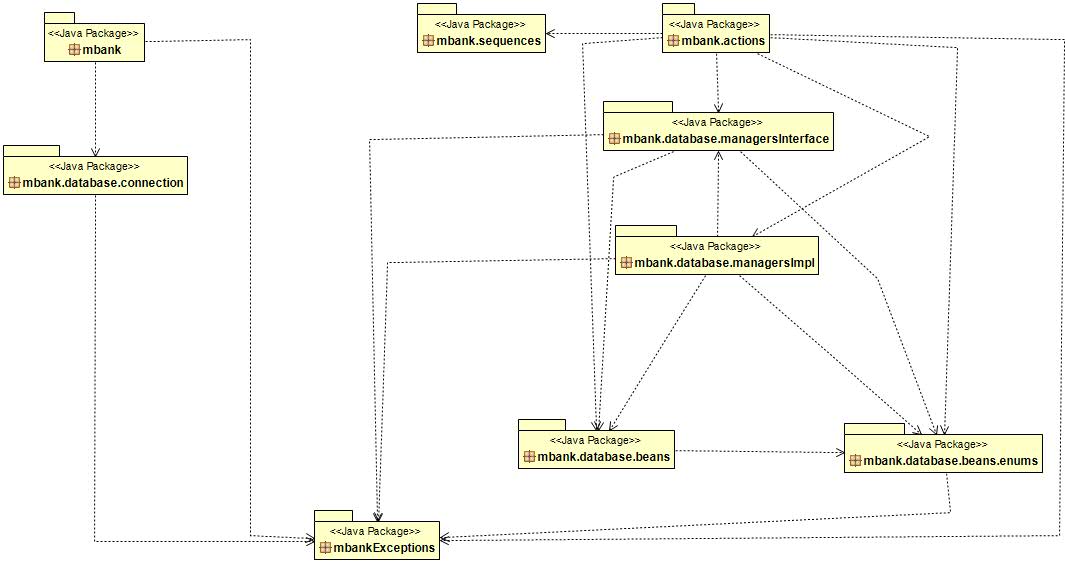 <<Java Package>>
mbank
<<Java Package>>
mbank.sequences
<<Java Package>>
mbank.actions
<<Java Package>>
mbank.database.managersInterface
<<Java Package>>
mbank.database.connection
<<Java Package>>
mbank.database.managersImpl
<<Java Package>>
mbank.database.beans
<<Java Package>>
mbank.database.beans.enums
<<Java Package>>
mbankExceptions